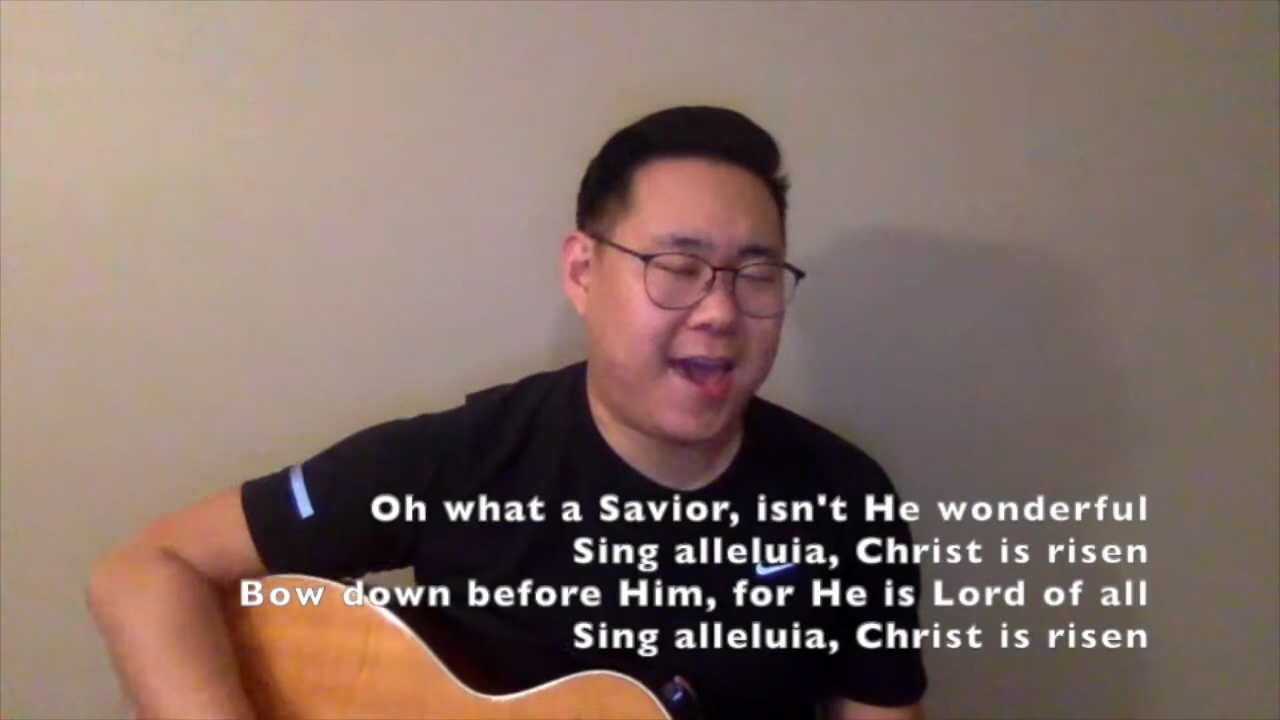 Oh what a Savior, isn't He wonderful
Sing alleluia, Christ is risen
Bow down before Him, for He is Lord of all
Sing alleluia, Christ is risen